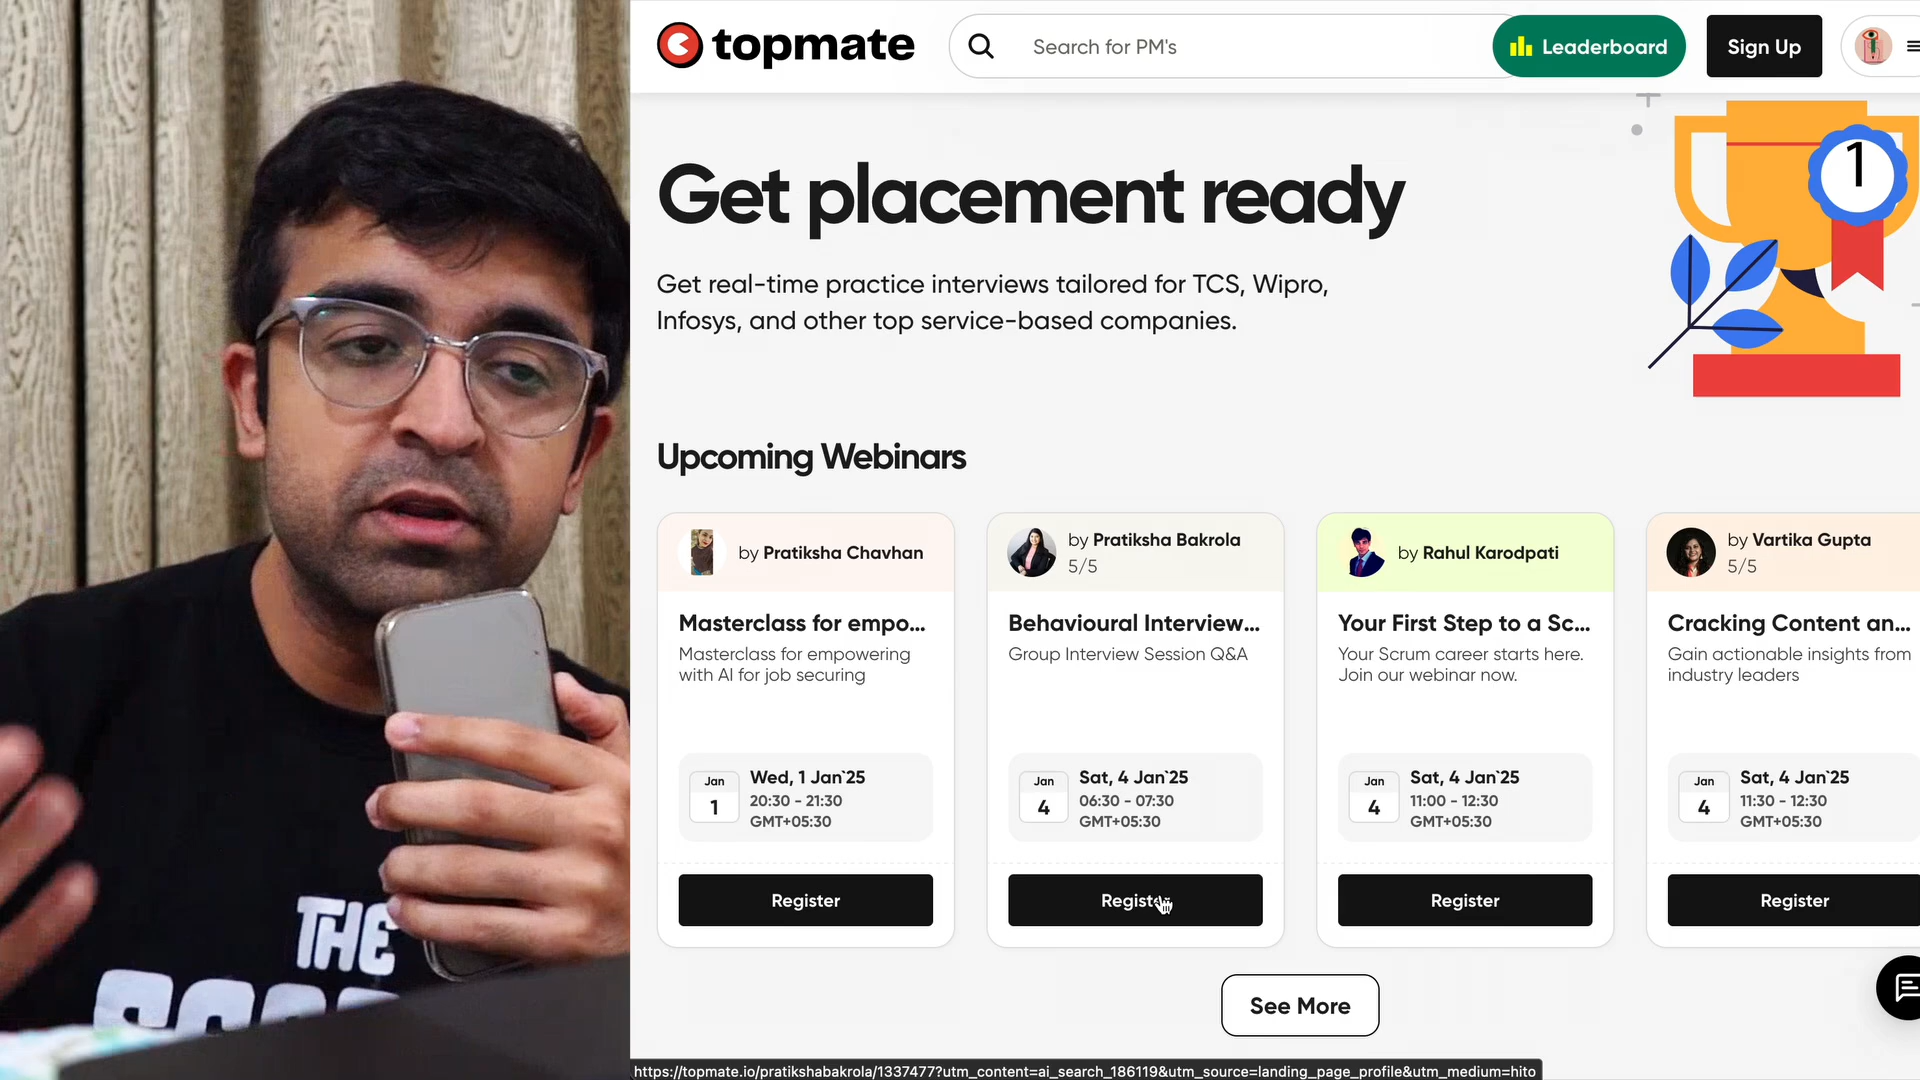 topmate
Search for PM's
Leaderboard
Sign Up
1
Get placement ready
Get real-time practice interviews tailored for TCS, Wipro,
Infosys, and other top service-based companies.
Upcoming Webinars
by Pratiksha Chavhan
Masterclass for empo...
Masterclass for empowering
with AI for job securing
Jan
1
Wed, 1 Jan`25
20:30 - 21:30
GMT+05:30
Register
by Pratiksha Bakrola
5/5
Behavioural Interview...
Group Interview Session Q&A
Jan
4
Sat, 4 Jan`25
06:30 - 07:30
GMT+05:30
Register
by Rahul Karodpati
Your First Step to a Sc...
Your Scrum career starts here.
Join our webinar now.
Jan
4
Sat, 4 Jan`25
11:00 - 12:30
GMT+05:30
Register
by Vartika Gupta
5/5
Cracking Content an...
Gain actionable insights from
industry leaders
Jan
4
Sat, 4 Jan`25
11:30 - 12:30
GMT+05:30
Register
See More
https://topmate.io/pratikshabakrola/1337477?utm_content=ai_search_186119&utm_source=landing_page_profile&utm_medium=hito
THE